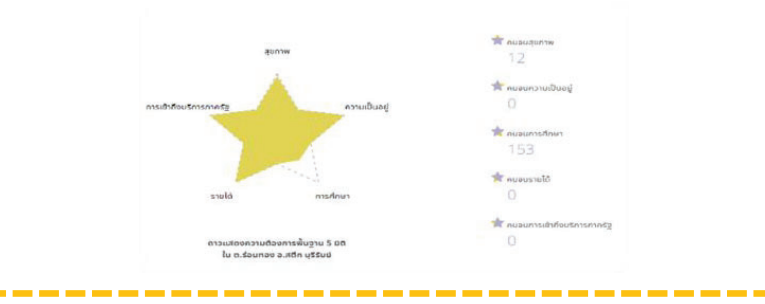 สุขภาพ
การเข้าถึงบริการภาครัฐ
ความเป็นอยู่
รายได้
การศึกษา
ดาวแสดงความต้องการพื้นฐาน 5 มิติ
ใน ต.ร่อนทอง อ.สตึก บุรีรัมย์
คนจนสุขภาพ
12
คนจนความเป็นอยู่
0
คนจนการศึกษา
153
คนจนรายได้
0
คนจนการเข้าถึงบริการภาครัฐ
0